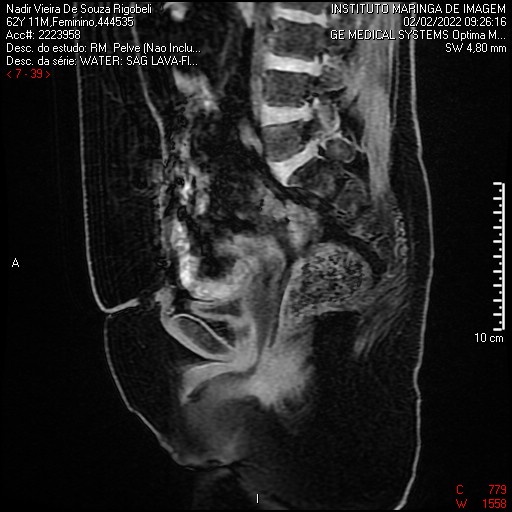 Nadir Vieira De Souza Rigobeli
62Y 11M,Feminino,444535
Acc#: 2223958
Desc. do estudo: RM_Pelve (Nao Inclu...
Desc. da série: WATER: SAG LAVA-Fl...
< 7 - 39 >
INSTITUTO MARINGA DE IMAGEM
02/02/2022 09:26:16
GE MEDICAL SYSTEMS Optima M...
SW 4,80 mm
A
10 cm
I
C 779
W 1558